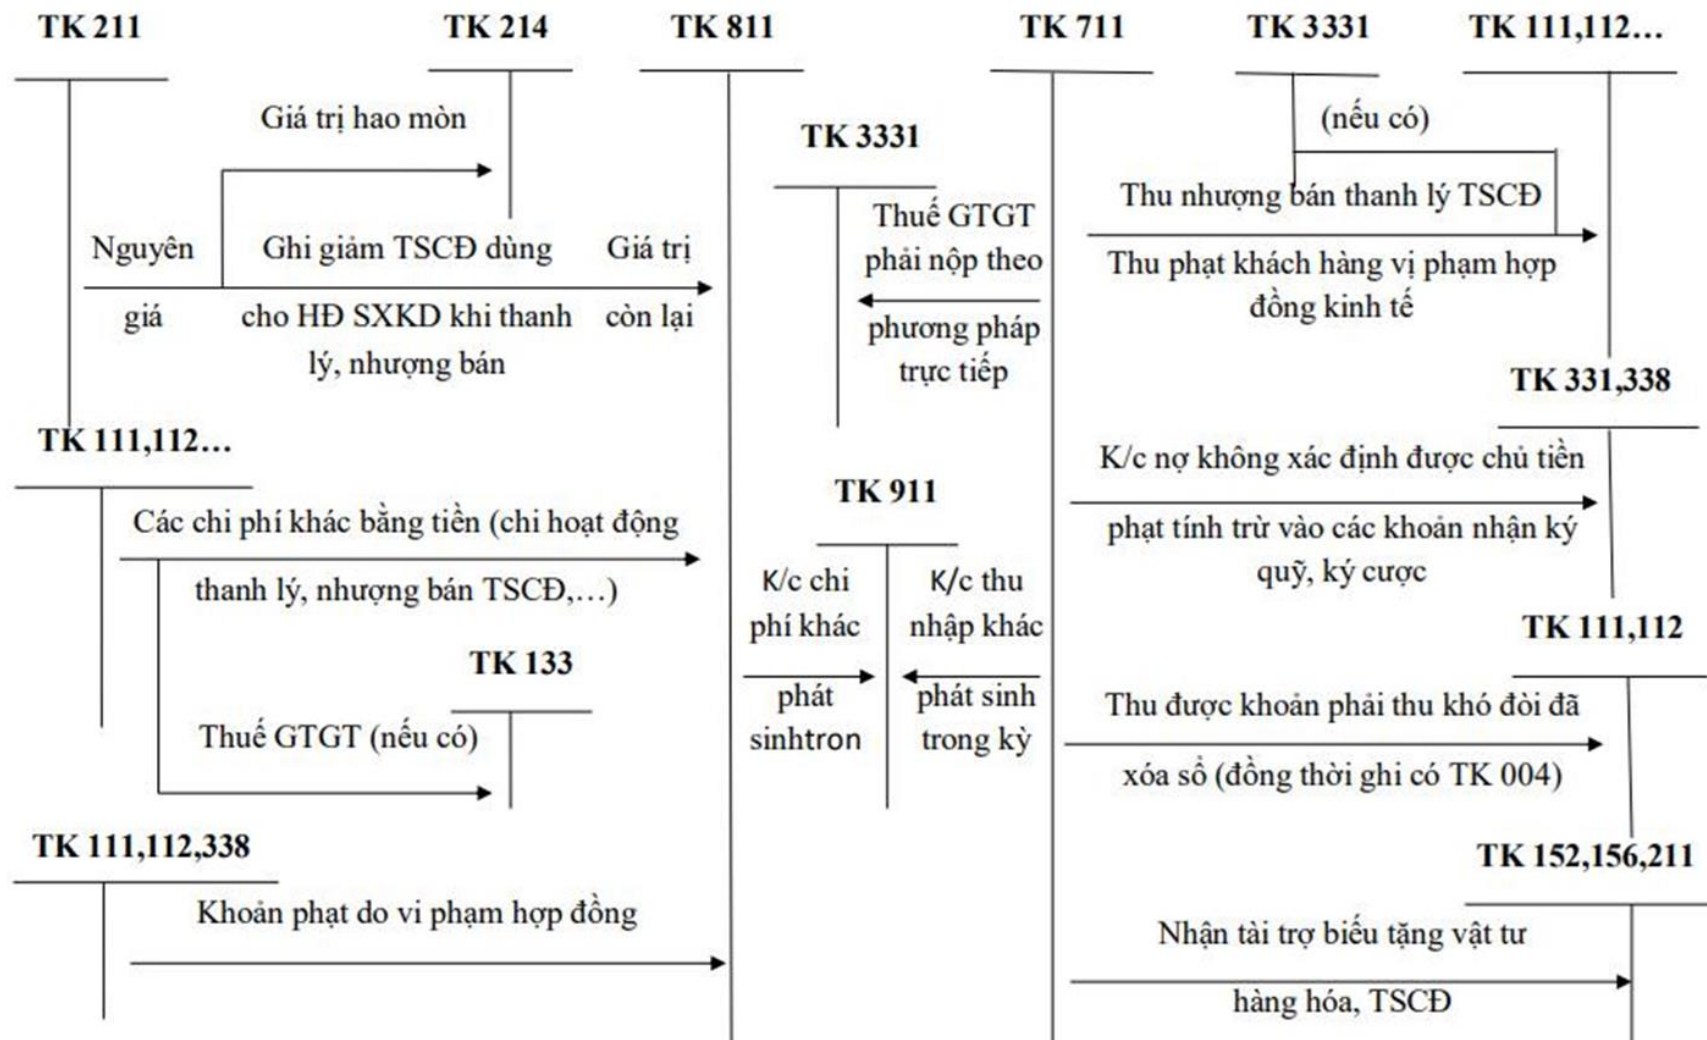 TK 211
TK 214
TK 811
TK 711
TK 3331
TK 111,112...
Giá trị hao mòn
(nếu có)
TK 3331
Thu nhượng bán thanh lý TSCĐ
Thuế GTGT
phải nộp theo
phương pháp
trực tiếp
Nguyên
giá
Ghi giảm TSCĐ dùng
cho HĐ SXKD khi thanh
lý, nhượng bán
Giá trị
còn lại
Thu phạt khách hàng vị phạm hợp
đồng kinh tế
TK 331,338
TK 111,112...
K/c nợ không xác định được chủ tiền
phạt tính trừ vào các khoản nhận ký
quỹ, ký cược
TK 911
Các chi phí khác bằng tiền (chi hoạt động
thanh lý, nhượng bán TSCĐ,...)
K/c chi
phí khác
phát
sinhtron
K/c thu
nhập khác
phát sinh
trong kỳ
TK 111,112
TK 133
Thuế GTGT (nếu có)
Thu được khoản phải thu khó đòi đã
xóa sổ (đồng thời ghi có TK 004)
TK 111,112,338
TK 152,156,211
Khoản phạt do vi phạm hợp đồng
Nhận tài trợ biếu tặng vật tư
hàng hóa, TSCĐ